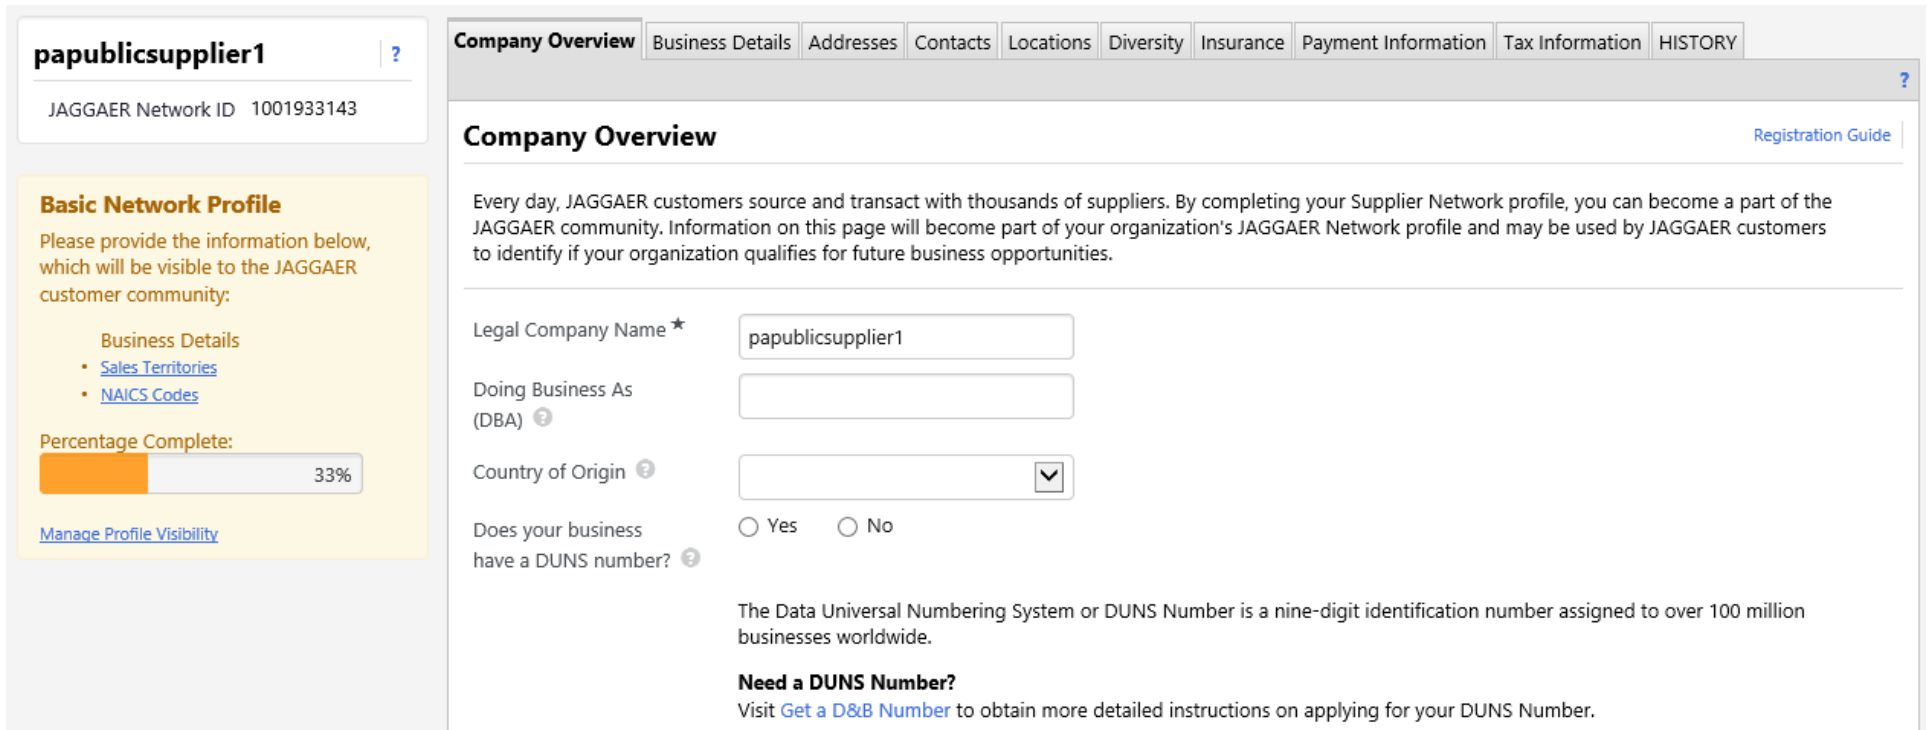 papublicsupplier1 ?
JAGGAER Network ID 1001933143
Basic Network Profile
Please provide the information below,
which will be visible to the JAGGAER
customer community:
Business Details
• Sales Territories
• NAICS Codes
Percentage Complete:
33%
Manage Profile Visibility
Company Overview Business Details Addresses Contacts Locations Diversity Insurance Payment Information Tax Information HISTORY
?
Company Overview
Registration Guide
Every day, JAGGAER customers source and transact with thousands of suppliers. By completing your Supplier Network profile, you can become a part of the
JAGGAER community. Information on this page will become part of your organization's JAGGAER Network profile and may be used by JAGGAER customers
to identify if your organization qualifies for future business opportunities.
Legal Company Name ★
papublicsupplier1
Doing Business As
(DBA) ?
Country of Origin ?
Does your business
have a DUNS number? ?
Yes No
The Data Universal Numbering System or DUNS Number is a nine-digit identification number assigned to over 100 million
businesses worldwide.
Need a DUNS Number?
Visit Get a D&B Number to obtain more detailed instructions on applying for your DUNS Number.